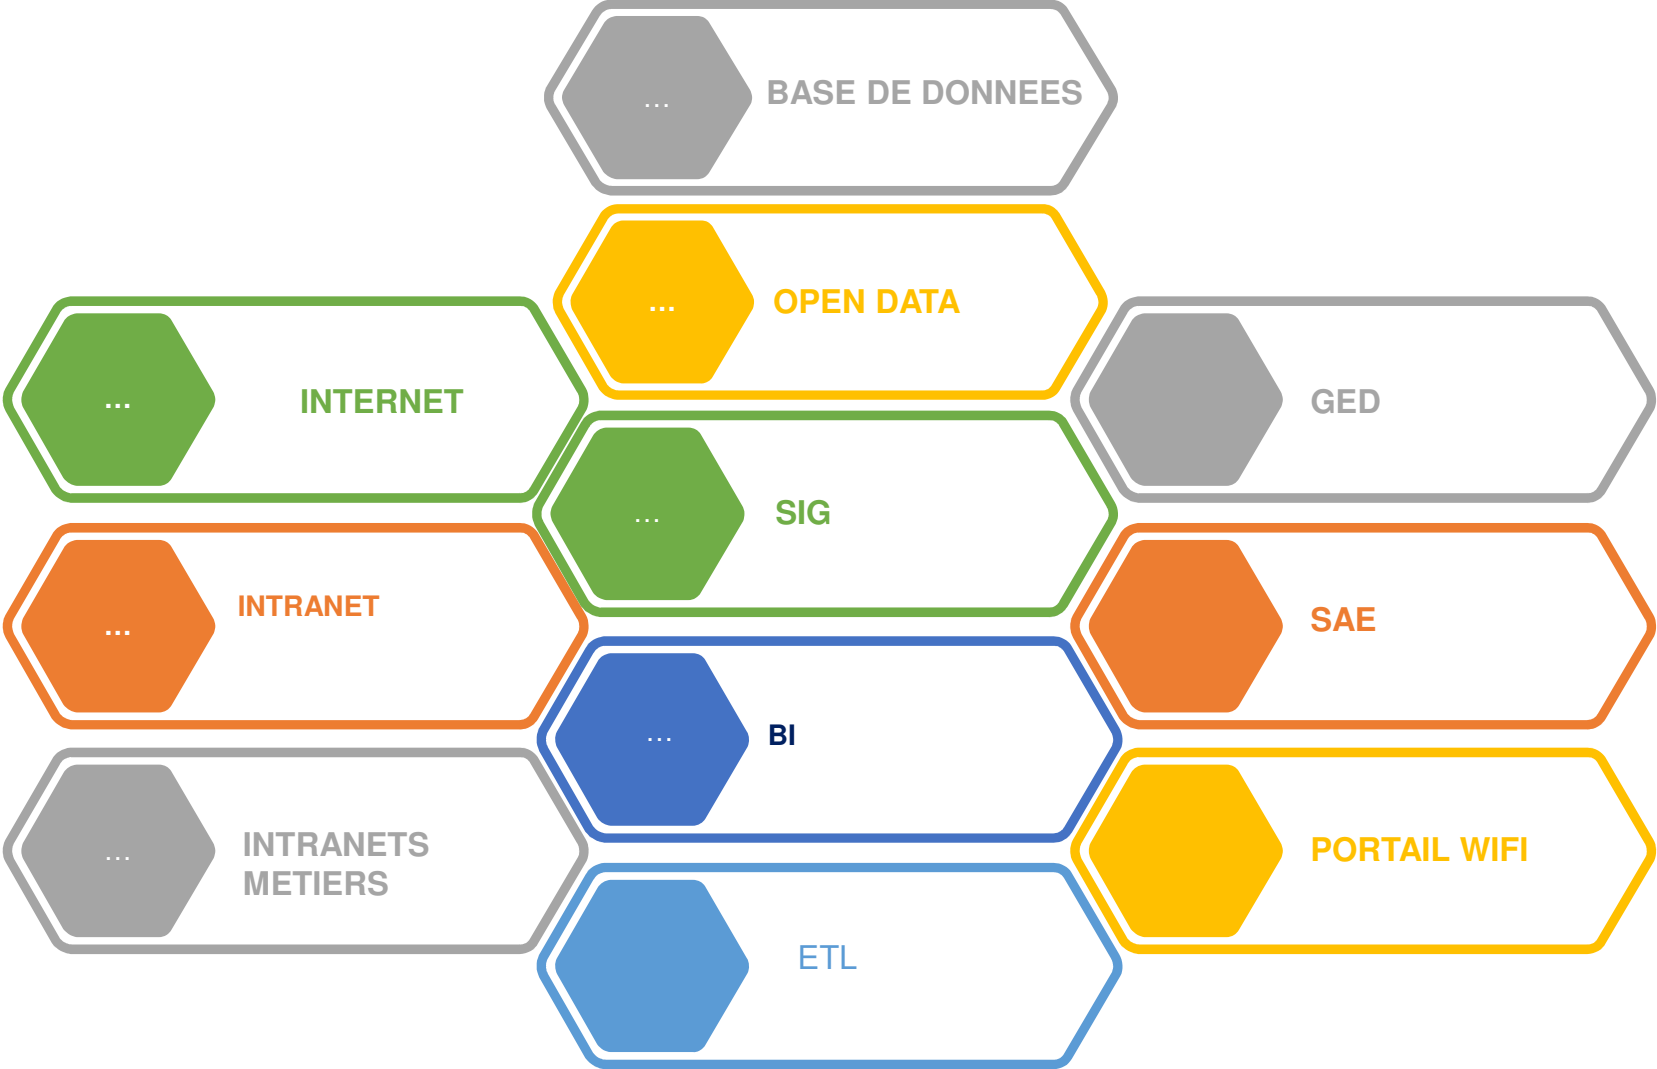 ... BASE DE DONNEES
... OPEN DATA
... INTERNET
GED
... SIG
... INTRANET
SAE
... BI
... INTRANETS
METIERS
PORTAIL WIFI
ETL